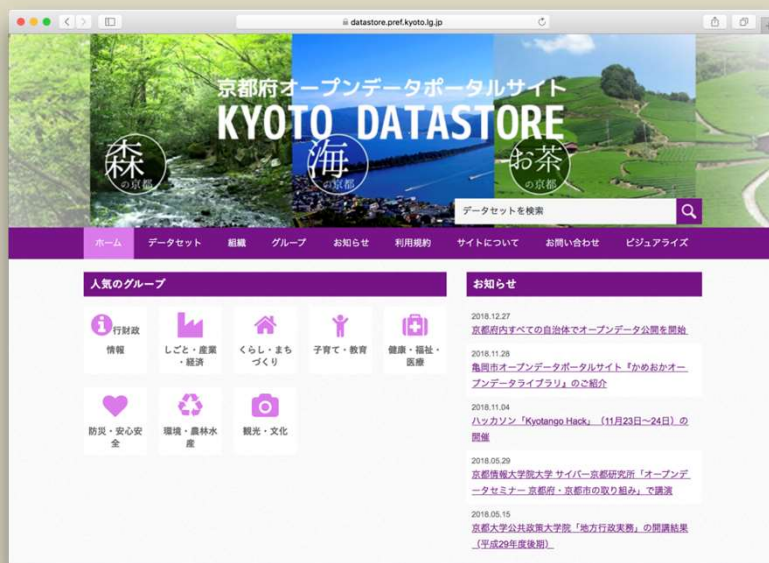 datastore.pref.kyoto.lg.jp
京都府オープンデータポータルサイト
KYOTO DATASTORE
森の京都
海の京都
お茶の京都
データセットを検索
ホーム データセット 組織 グループ お知らせ 利用規約 サイトについて お問い合わせ ビジュアライズ
人気のグループ
行財政
情報
しごと・産業
・経済
くらし・まち
づくり
子育て・教育
健康・福祉・
医療
防災・安心安
全
環境・農林水
産
観光・文化
お知らせ
2018.12.27
京都府内すべての自治体でオープンデータ公開を開始
2018.11.28
亀岡市オープンデータポータルサイト『かめおかオー
プンデータライブラリ』のご紹介
2018.11.04
ハッカソン「Kyotango Hack」（11月23日〜24日）の
開催
2018.05.29
京都情報大学院大学 サイバー京都研究所「オープンデ
ータセミナー 京都府・京都市の取り組み」で講演
2018.05.15
京都大学公共政策大学院「地方行政実務」の開講結果
（平成29年度後期）